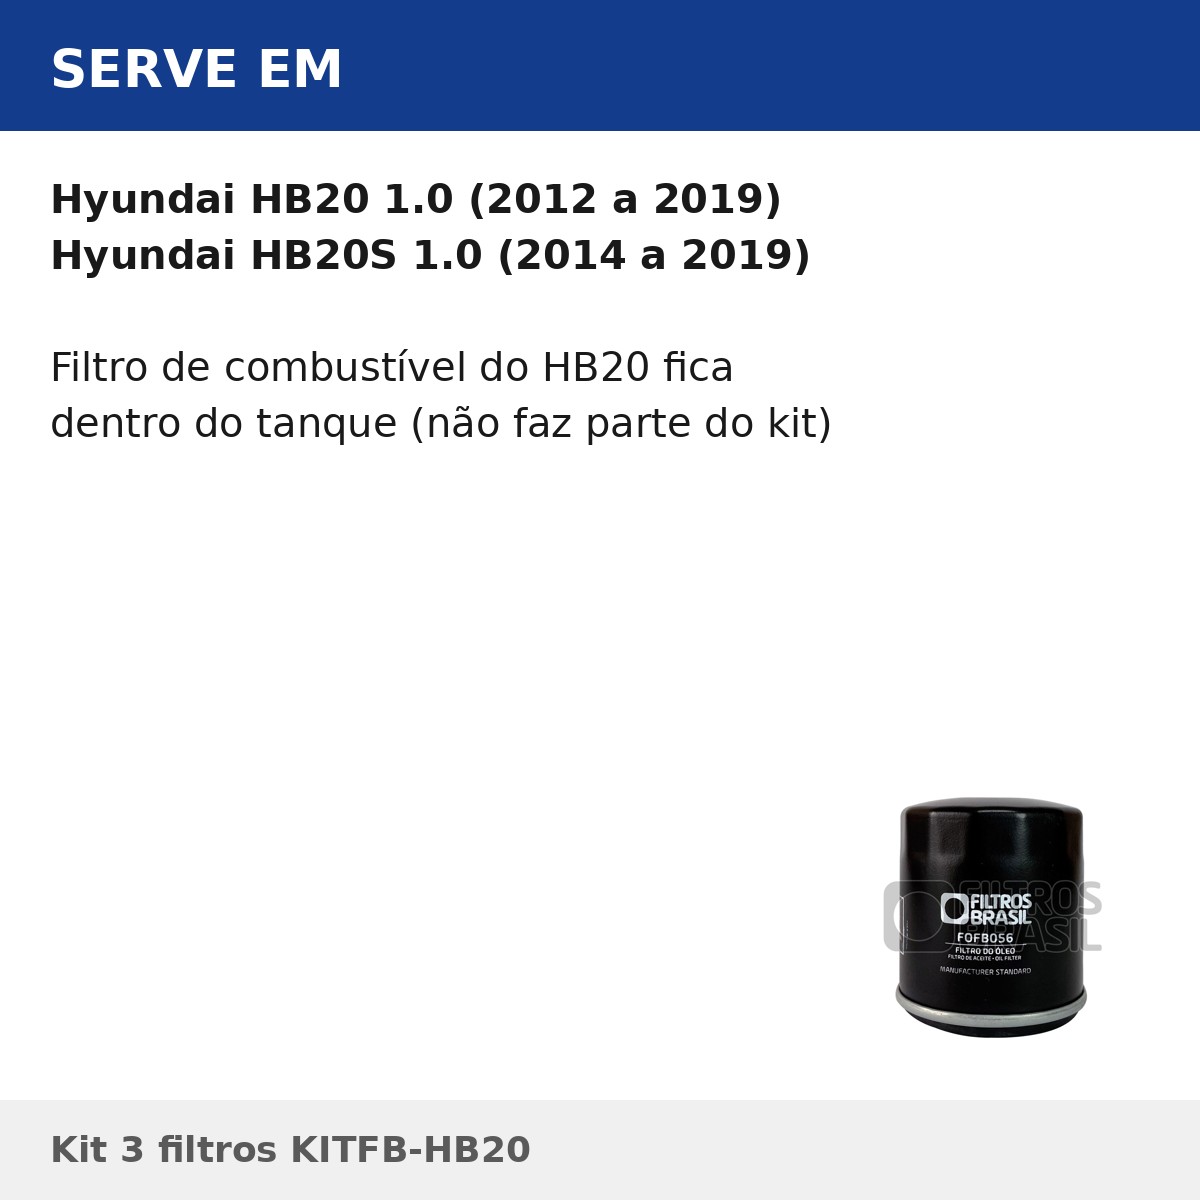 SERVE EM
Hyundai HB20 1.0 (2012 a 2019)
Hyundai HB20S 1.0 (2014 a 2019)
Filtro de combustível do HB20 fica
dentro do tanque (não faz parte do kit)
FILTROS
BRASIL
FILTROS
BRASIL
FOFB056
FILTRO DO ÓLEO
FILTRO DE ACEITE • OIL FILTER
MANUFACTURER STANDARD
Kit 3 filtros KITFB-HB20